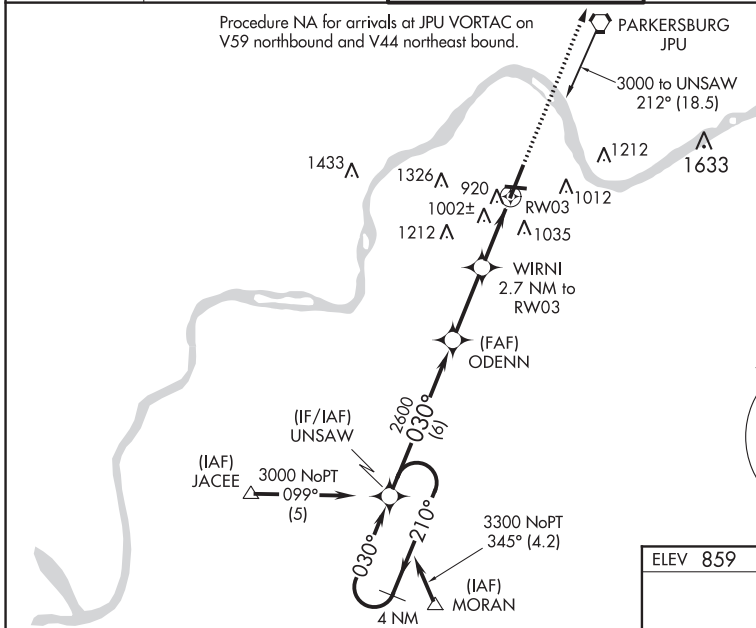 Procedure NA for arrivals at JPU VORTAC on
V59 northbound and V44 northeast bound.
PARKERSBURG
JPU
3000 to UNSAW
212° (18.5)
1212
1633
1433
1326
920
1012
1002±
RW03
1212
1035
WIRNI
2.7 NM to
RW03
(FAF)
ODENN
2600
030°
(6)
(IF/IAF)
UNSAW
(IAF)
JACEE
3000 NoPT
099°
(5)
210°
030°
3300 NoPT
345° (4.2)
(IAF)
MORAN
4 NM
ELEV 859